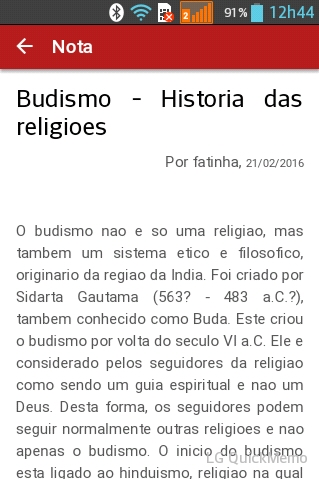 91% 12h44
Nota
Budismo - Historia das
religioes
Por fatinha, 21/02/2016
O budismo nao e so uma religiao, mas
tambem um sistema etico e filosofico,
originario da regiao da India. Foi criado por
Sidarta Gautama (563? - 483 a.C.?),
tambem conhecido como Buda. Este criou
o budismo por volta do seculo VI a.C. Ele e
considerado pelos seguidores da religiao
como sendo um guia espiritual e nao um
Deus. Desta forma, os seguidores podem
seguir normalmente outras religioes e nao
apenas o budismo. O inicio do budismo
LG QuickMemo
esta ligado ao hinduismo, religiao na qual